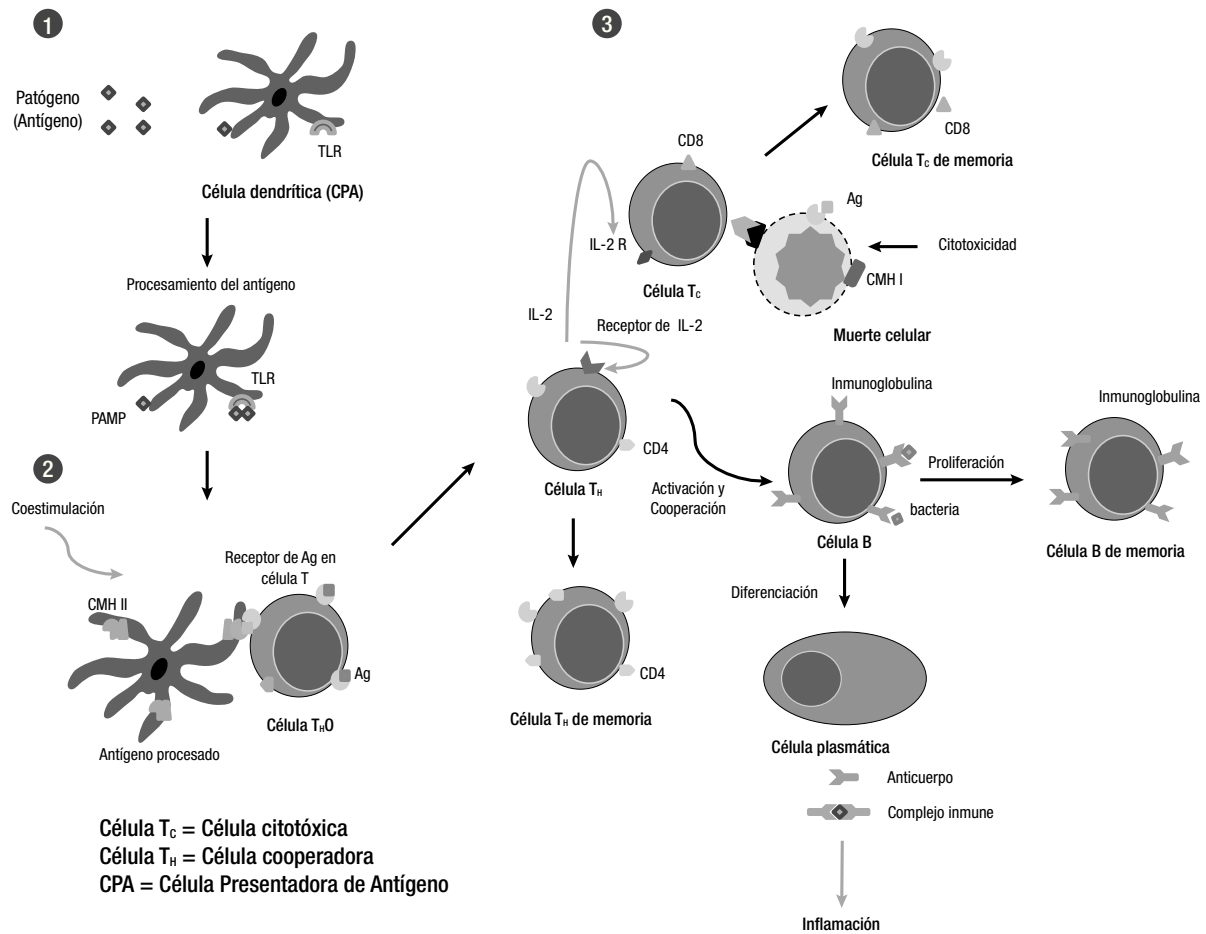 1
Patógeno
(Antígeno)
TLR
Célula dendrítica (CPA)
Procesamiento del antígeno
TLR
PAMP
2
Coestimulación
CMH II
Receptor de Ag en
célula T
Ag
Célula THO
Antígeno procesado
Célula TC = Célula citotóxica
Célula TH = Célula cooperadora
CPA = Célula Presentadora de Antígeno
3
CD8
Célula TC de memoria
CD8
Ag
IL-2 R
Citotoxicidad
CMH I
Célula TC
IL-2
Receptor de IL-2
Muerte celular
CD4
Célula TH
Activación y
Cooperación
Inmunoglobulina
Proliferación
bacteria
Célula B
Inmunoglobulina
Célula B de memoria
CD4
Célula TH de memoria
Diferenciación
Célula plasmática
Anticuerpo
Complejo inmune
Inflamación